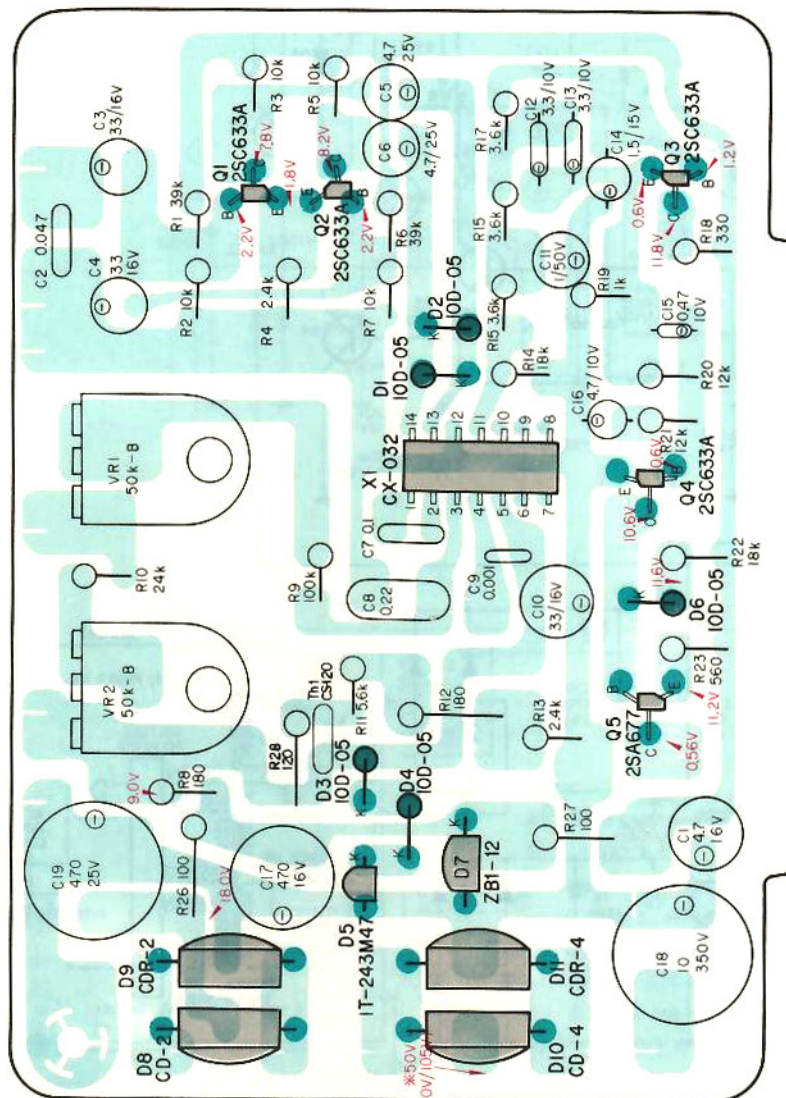 C3
33/16V
10k
R3
R5
10k
4.7
25V
C5
C6
4.7/25V
R17
3.6k
C12
3.3/10V
C13
3.3/10V
C14
1.5/15V
Q3
2SC633A
E
B
C
0.6V
1.2V
11.8V
Q1
2SC633A
7.8V
1.8V
B
E
2.2V
8.2V
E
C
B
Q2
2SC633A
2.2V
R1
39k
R6
39k
R15
3.6k
C2
0.047
C4
33
16V
R2
10k
R4
2.4k
R7
10k
D2
10D-05
K
D1
10D-05
K
R15
3.6k
R14
18k
C11
1/50V
R19
1k
R18
330
C15
0.47
10V
R20
12k
C16
4.7/10V
R21
12k
VR1
50k-B
X1
CX-032
14
13
12
11
10
9
8
1
2
3
4
5
6
7
0.6V
E
B
C
10.6V
Q4
2SC633A
R10
24k
R9
100k
C7
0.1
C8
0.22
C9
0.001
C10
33/16V
R22
18k
11.6V
K
D6
10D-05
VR2
50k-B
Th1
CSH20
R11
5.6k
R12
180
R13
2.4k
R23
560
B
E
C
11.2V
0.56V
Q5
2SA677
R28
120
D3
10D-05
K
D4
10D-05
K
R8
180
9.0V
R27
100
C1
4.7
16V
C19
470
25V
R26
100
C17
470
16V
18.0V
K
D5
1T-243M47
K
D7
ZB1-12
C18
10
350V
D9
CDR-2
D8
CD-2
D11
CDR-4
D10
CD-4
※50V
0V/105V